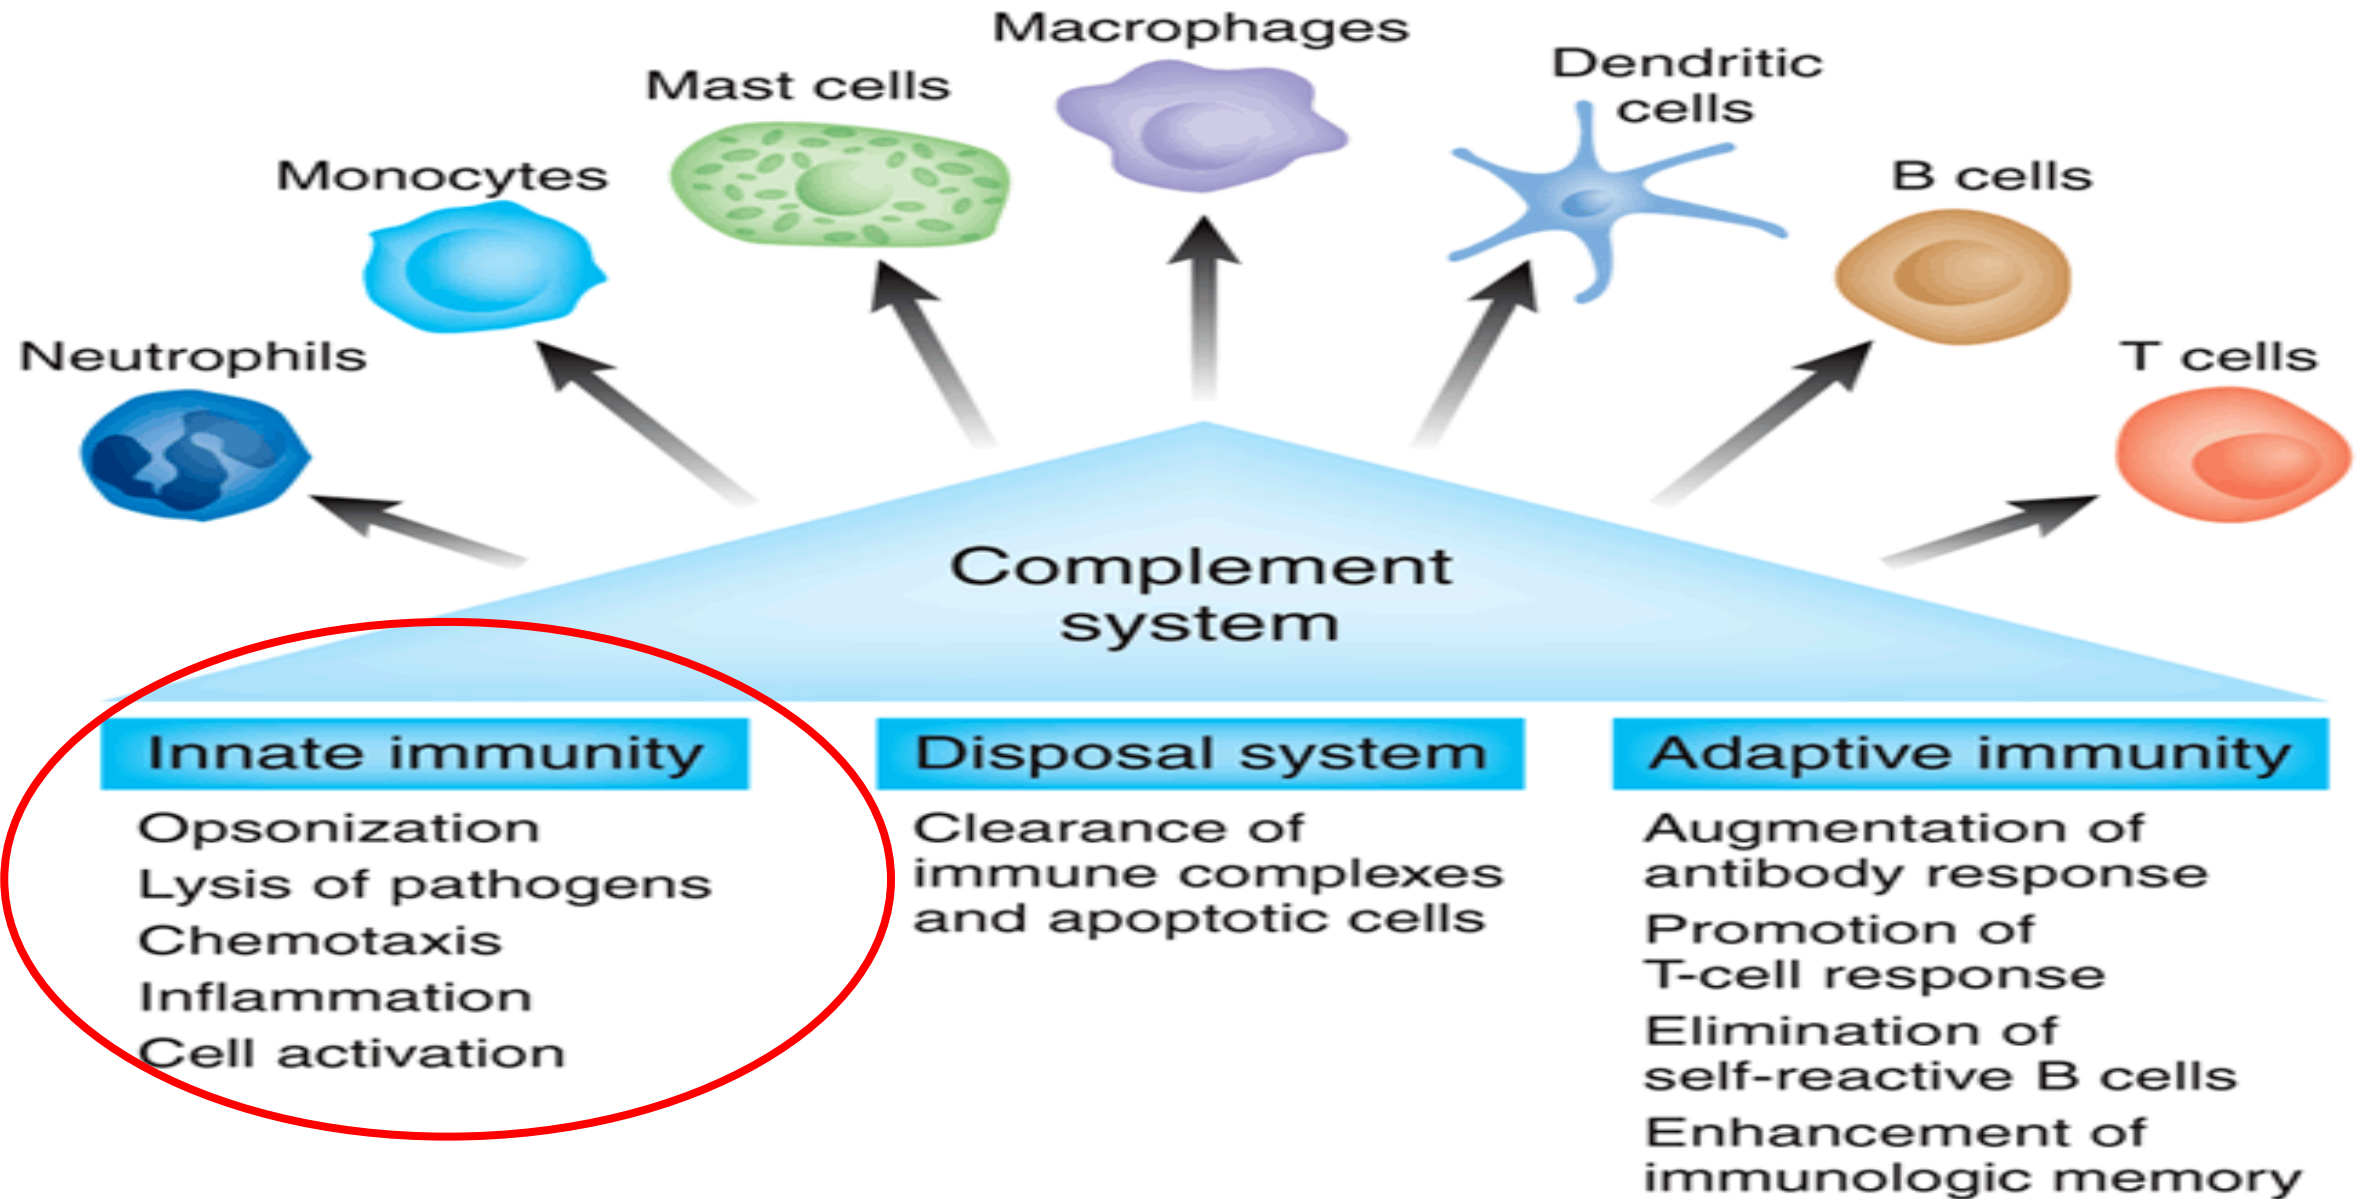 Macrophages
Dendritic
cells
Mast cells
Monocytes
B cells
Neutrophils
T cells
Complement
system
Innate immunity
Opsonization
Lysis of pathogens
Chemotaxis
Inflammation
Cell activation
Disposal system
Clearance of
immune complexes
and apoptotic cells
Adaptive immunity
Augmentation of
antibody response
Promotion of
T-cell response
Elimination of
self-reactive B cells
Enhancement of
immunologic memory